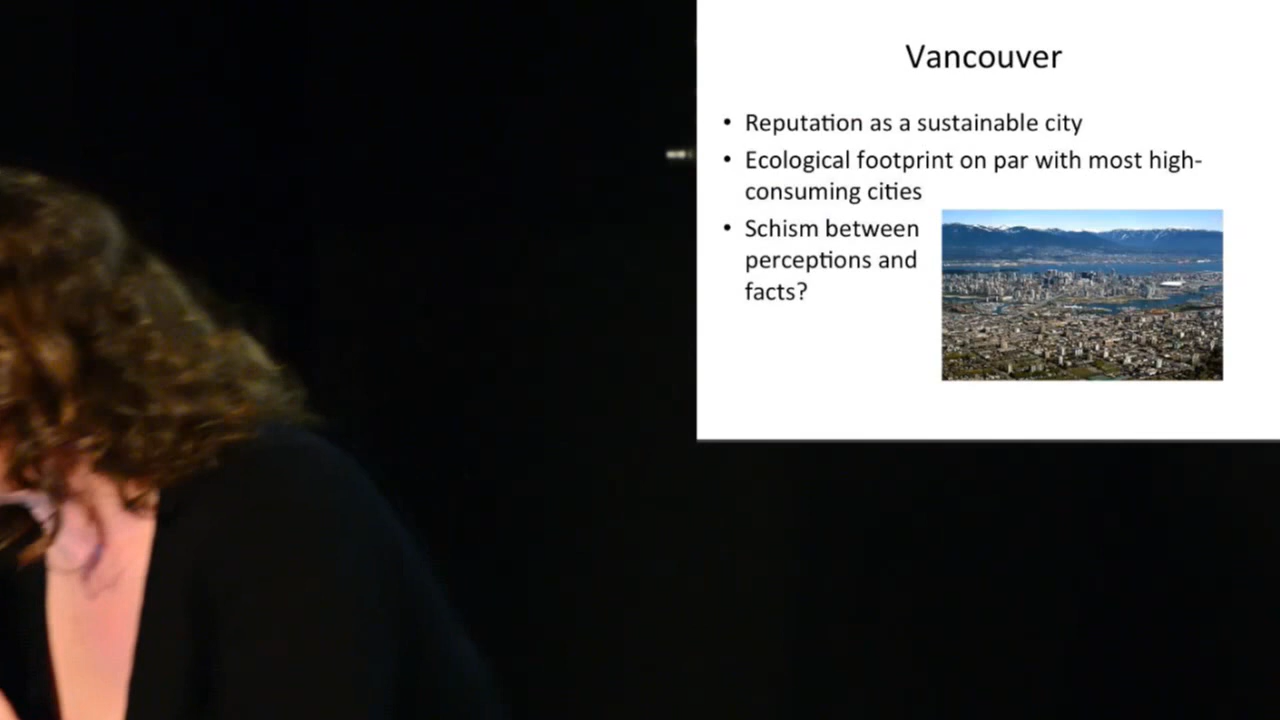 Vancouver
• Reputation as a sustainable city
• Ecological footprint on par with most high-
consuming cities
• Schism between
perceptions and
facts?